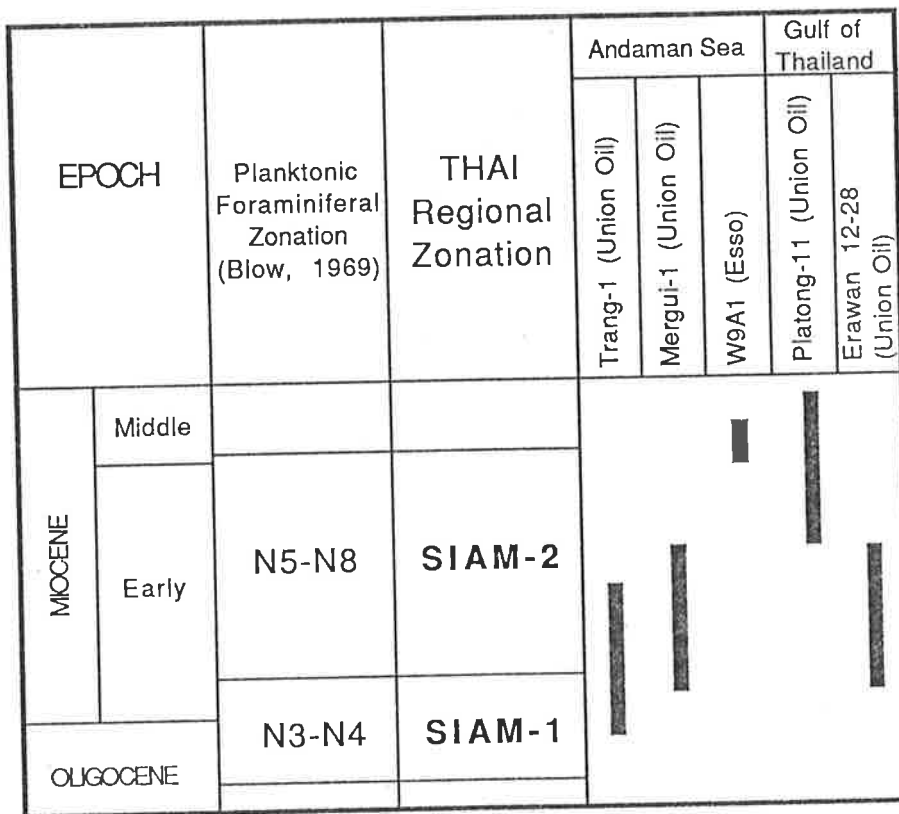 EPOCH
Planktonic
Foraminiferal
Zonation
(Blow, 1969)
THAI
Regional
Zonation
Andaman Sea
Gulf of
Thailand
Trang-1 (Union Oil)
Mergui-1 (Union Oil)
W9A1 (Esso)
Platong-11 (Union Oil)
Erawan 12-28
(Union Oil)
MIOCENE
Middle
Early
N5-N8
SIAM-2
N3-N4
SIAM-1
OLIGOCENE